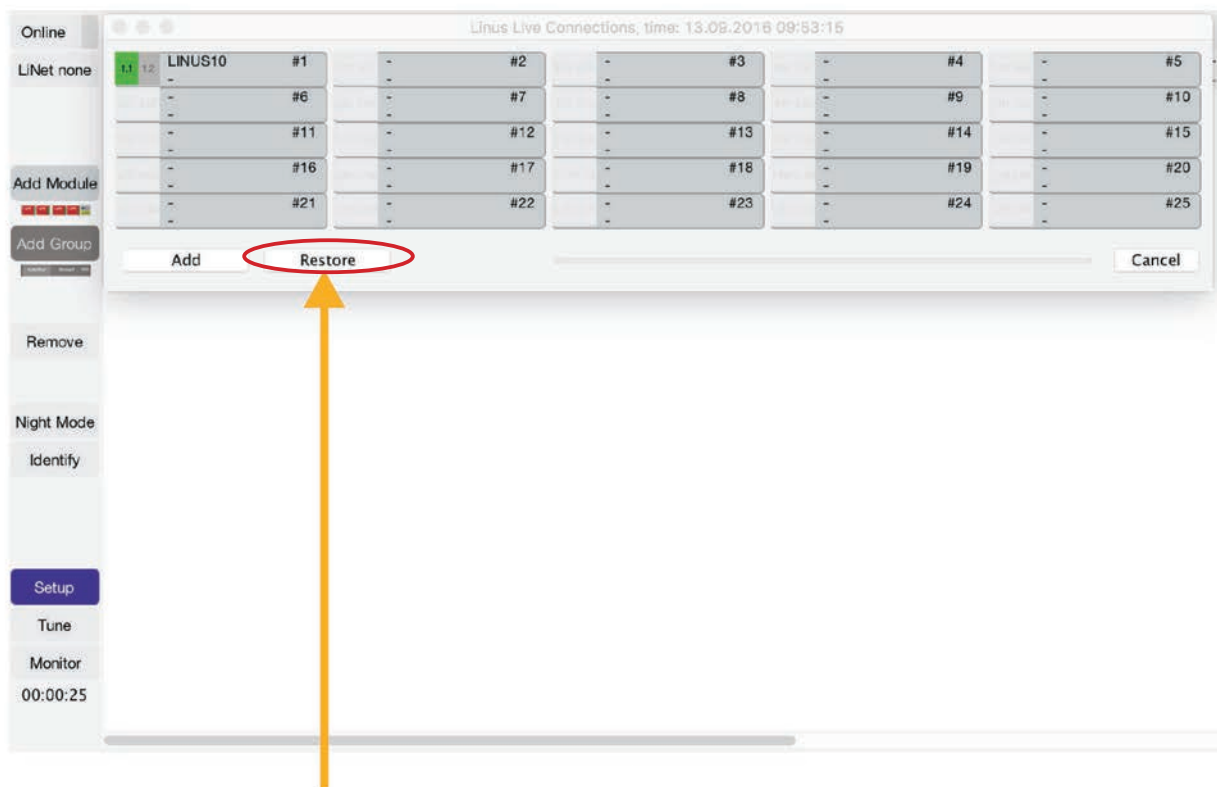 Linus Live Connections, time: 13.09.2016 09:53:15
Online
LiNet none
Add Module
Add Group
Remove
Night Mode
Identify
Setup
Tune
Monitor
00:00:25
1.1 1.2 LINUS10 #1 - #2 - #3 - #4 - #5
- - - - -
- #6 - #7 - #8 - #9 - #10
- - - - -
- #11 - #12 - #13 - #14 - #15
- - - - -
- #16 - #17 - #18 - #19 - #20
- - - - -
- #21 - #22 - #23 - #24 - #25
- - - - -
Add Restore Cancel